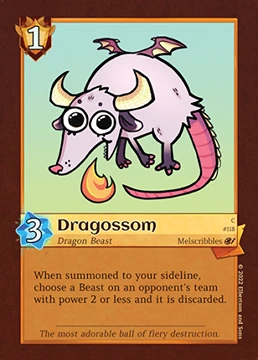 1
3
Dragossom
C
#118
Dragon Beast
Melscribbles
When summoned to your sideline,
choose a Beast on an opponent's team
with power 2 or less and it is discarded.
The most adorable ball of fiery destruction.
© 2022 Elbertson and Sons